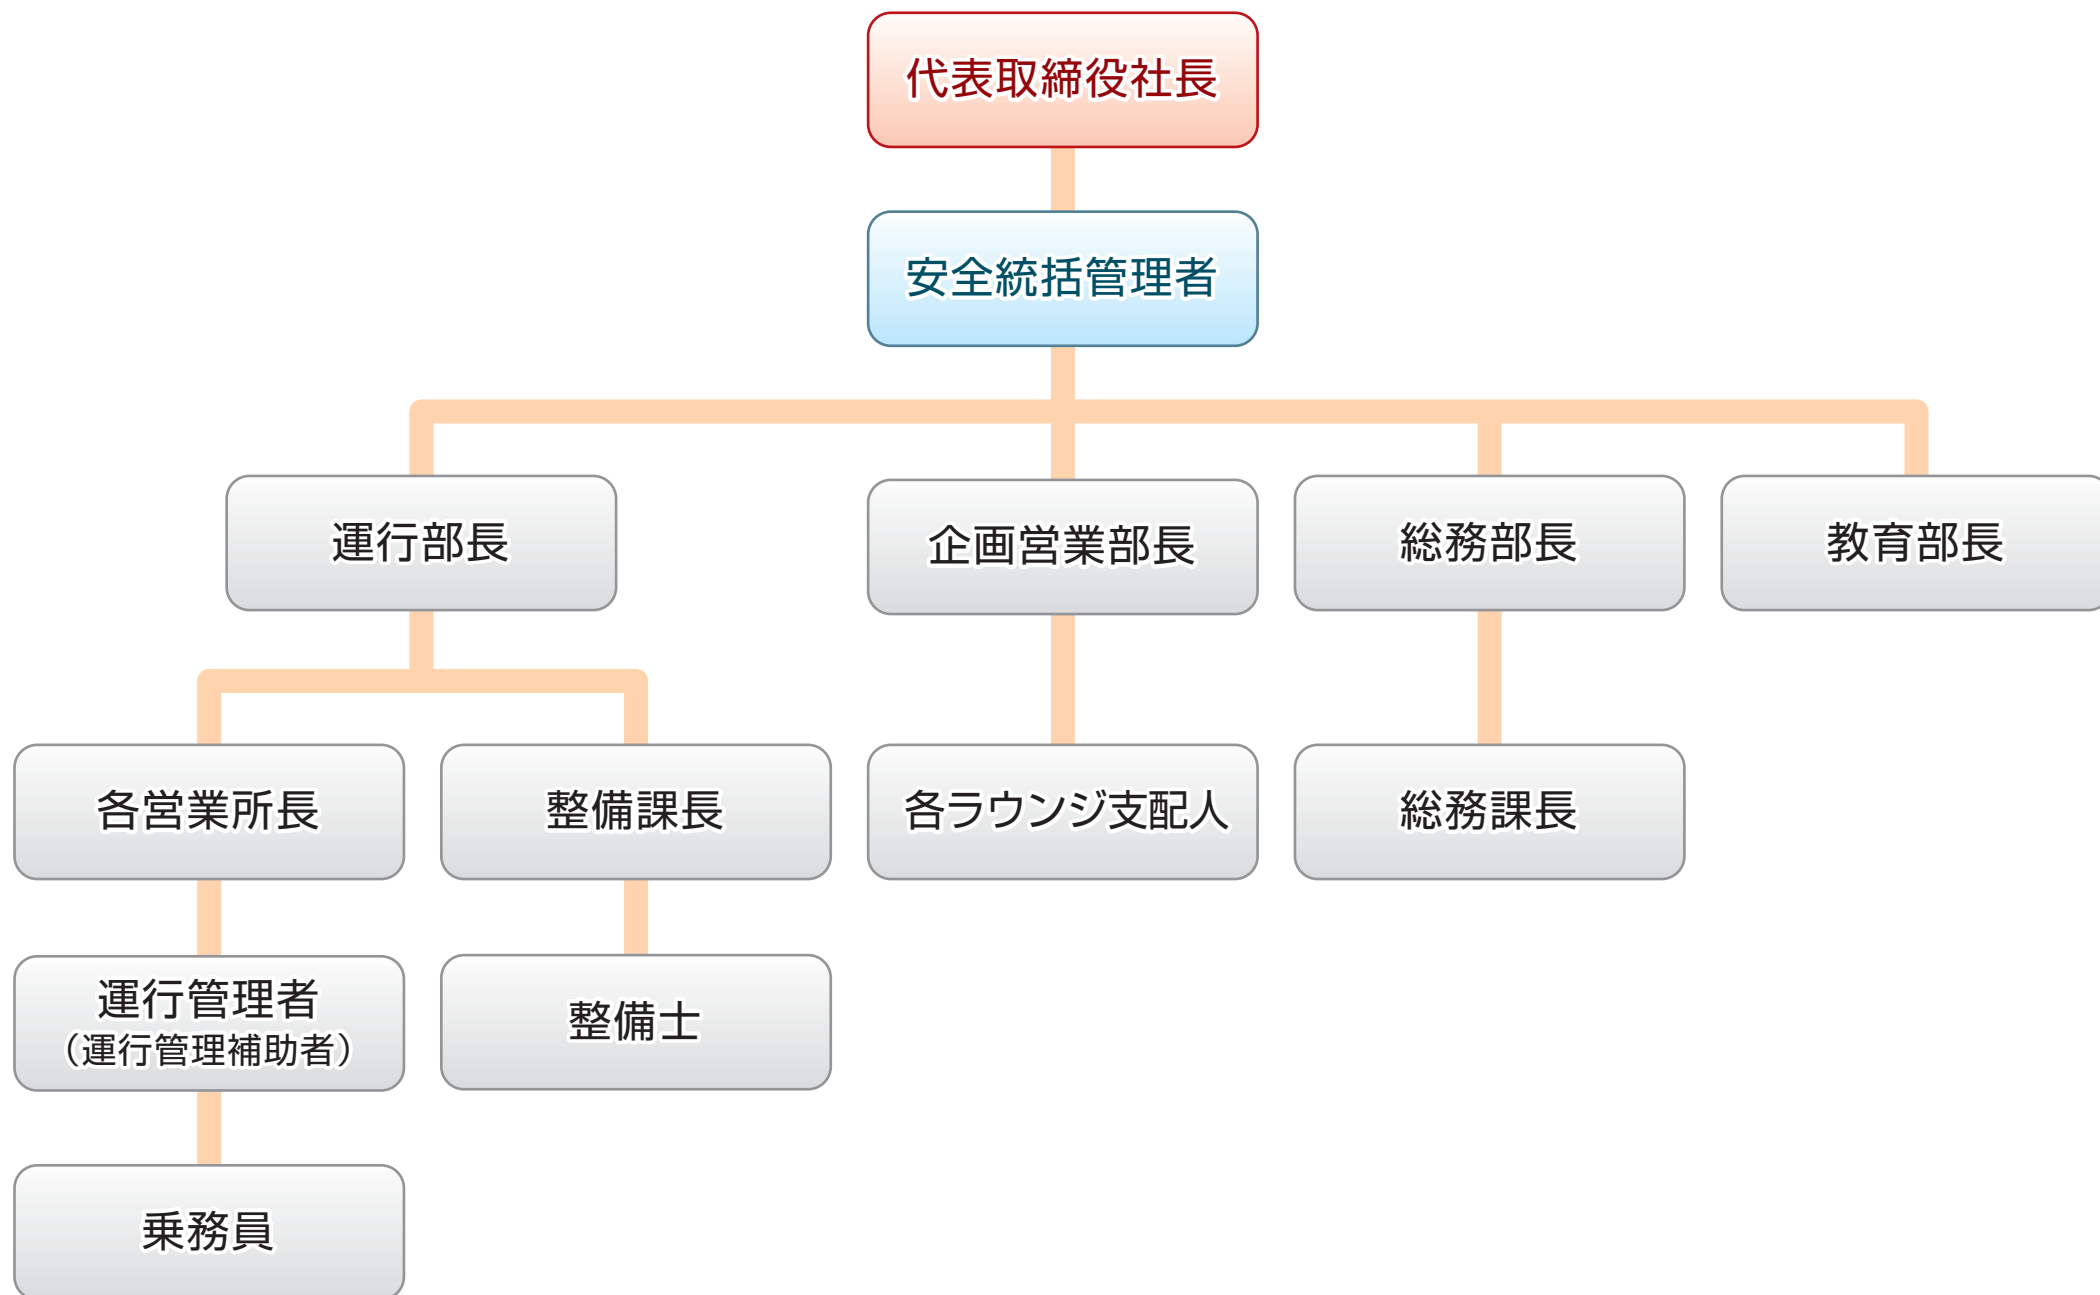 代表取締役社長
安全統括管理者
運行部長
企画営業部長
総務部長
教育部長
各営業所長
整備課長
各ラウンジ支配人
総務課長
運行管理者
（運行管理補助者）
整備士
乗務員